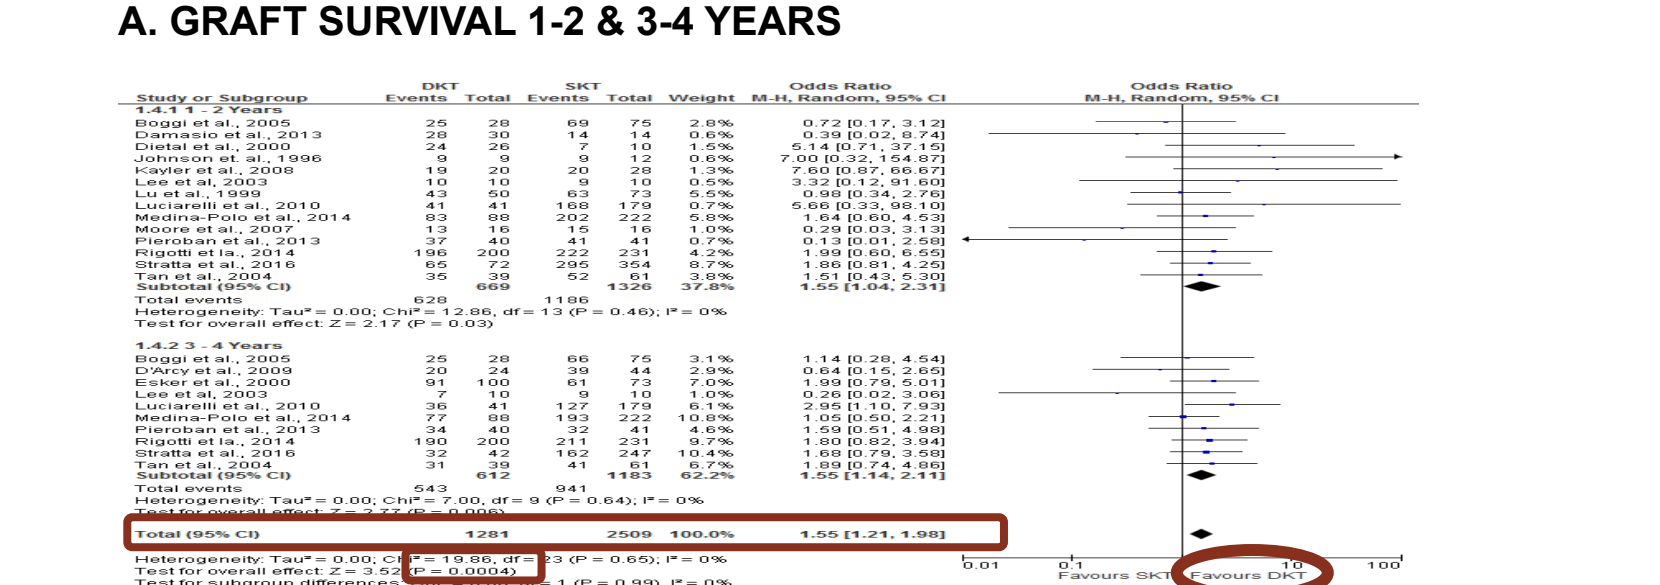 A. GRAFT SURVIVAL 1-2 & 3-4 YEARS
DKT SKT Odds Ratio Odds Ratio
Study or Subgroup Events Total Events Total Weight M-H, Random, 95% CI M-H, Random, 95% CI
1.4.1 1 - 2 Years
Boggi et al., 2005 25 28 69 75 2.8% 0.72 [0.17, 3.12]
Damasio et al., 2013 28 30 14 14 0.6% 0.39 [0.02, 8.74]
Dietal et al., 2000 24 26 7 10 1.5% 5.14 [0.71, 37.15]
Johnson et. al., 1996 9 9 9 12 0.6% 7.00 [0.32, 154.87]
Kayler et al., 2008 19 20 20 28 1.3% 7.60 [0.87, 66.67]
Lee et al, 2003 10 10 9 10 0.5% 3.32 [0.12, 91.60]
Lu et al., 1999 43 50 63 73 5.5% 0.98 [0.34, 2.76]
Luciarelli et al., 2010 41 41 168 179 0.7% 5.66 [0.33, 98.10]
Medina-Polo et al., 2014 83 88 202 222 5.8% 1.64 [0.60, 4.53]
Moore et al., 2007 13 16 15 16 1.0% 0.29 [0.03, 3.13]
Pieroban et al., 2013 37 40 41 41 0.7% 0.13 [0.01, 2.58]
Rigotti et la., 2014 196 200 222 231 4.2% 1.99 [0.60, 6.55]
Stratta et al., 2016 65 72 295 354 8.7% 1.86 [0.81, 4.25]
Tan et al., 2004 35 39 52 61 3.8% 1.51 [0.43, 5.30]
Subtotal (95% CI) 669 1326 37.8% 1.55 [1.04, 2.31]
Total events 628 1186
Heterogeneity: Tau² = 0.00; Chi² = 12.86, df = 13 (P = 0.46); I² = 0%
Test for overall effect: Z = 2.17 (P = 0.03)
1.4.2 3 - 4 Years
Boggi et al., 2005 25 28 66 75 3.1% 1.14 [0.28, 4.54]
D'Arcy et al., 2009 20 24 39 44 2.9% 0.64 [0.15, 2.65]
Esker et al., 2000 91 100 61 73 7.0% 1.99 [0.79, 5.01]
Lee et al., 2003 7 10 9 10 1.0% 0.26 [0.02, 3.06]
Luciarelli et al., 2010 36 41 127 179 6.1% 2.95 [1.10, 7.93]
Medina-Polo et al., 2014 77 88 193 222 10.8% 1.05 [0.50, 2.21]
Pieroban et al., 2013 34 40 32 41 4.6% 1.59 [0.51, 4.98]
Rigotti et la., 2014 190 200 211 231 9.7% 1.80 [0.82, 3.94]
Stratta et al., 2016 32 42 162 247 10.4% 1.68 [0.79, 3.58]
Tan et al., 2004 31 39 41 61 6.7% 1.89 [0.74, 4.86]
Subtotal (95% CI) 612 1183 62.2% 1.55 [1.14, 2.11]
Total events 543 941
Heterogeneity: Tau² = 0.00; Chi² = 7.00, df = 9 (P = 0.64); I² = 0%
Test for overall effect: Z = 2.77 (P = 0.006)
Total (95% CI) 1281 2509 100.0% 1.55 [1.21, 1.98]
Heterogeneity: Tau² = 0.00; Chi² = 19.86, df = 23 (P = 0.65); I² = 0%
0.01 0.1 10 100
Test for overall effect: Z = 3.52 (P = 0.0004)
Favours SKT Favours DKT
Test for subgroup differences: = 1 (P = 0.99), I² = 0%